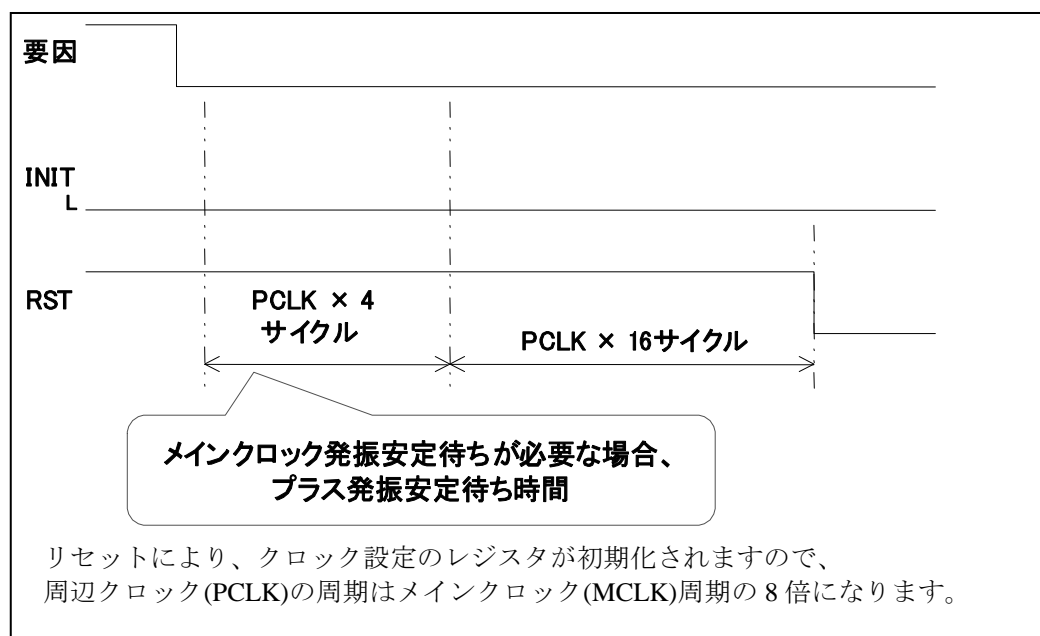 要因
INIT
L
RST
PCLK × 4
サイクル
PCLK × 16サイクル
メインクロック発振安定待ちが必要な場合、
プラス発振安定待ち時間
リセットにより、クロック設定のレジスタが初期化されますので、
周辺クロック(PCLK)の周期はメインクロック(MCLK)周期の 8 倍になります。